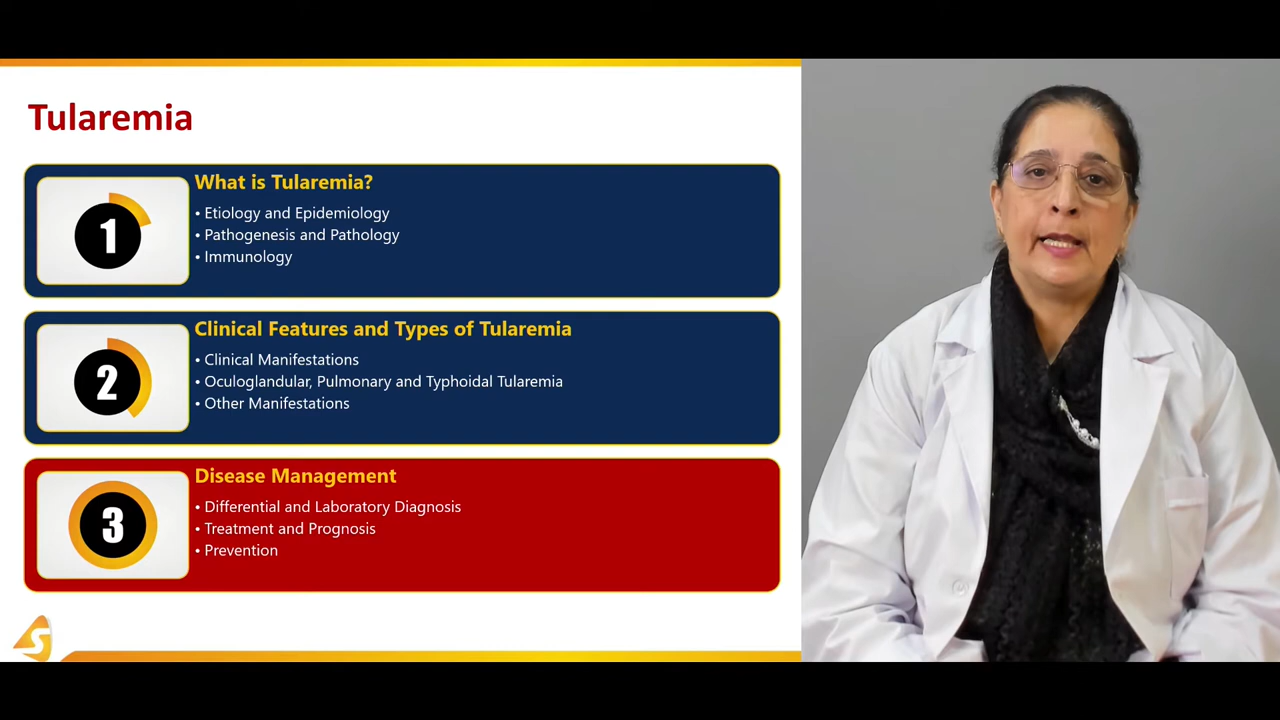 Tularemia
1
What is Tularemia?
• Etiology and Epidemiology
• Pathogenesis and Pathology
• Immunology
2
Clinical Features and Types of Tularemia
• Clinical Manifestations
• Oculoglandular, Pulmonary and Typhoidal Tularemia
• Other Manifestations
3
Disease Management
• Differential and Laboratory Diagnosis
• Treatment and Prognosis
• Prevention
S